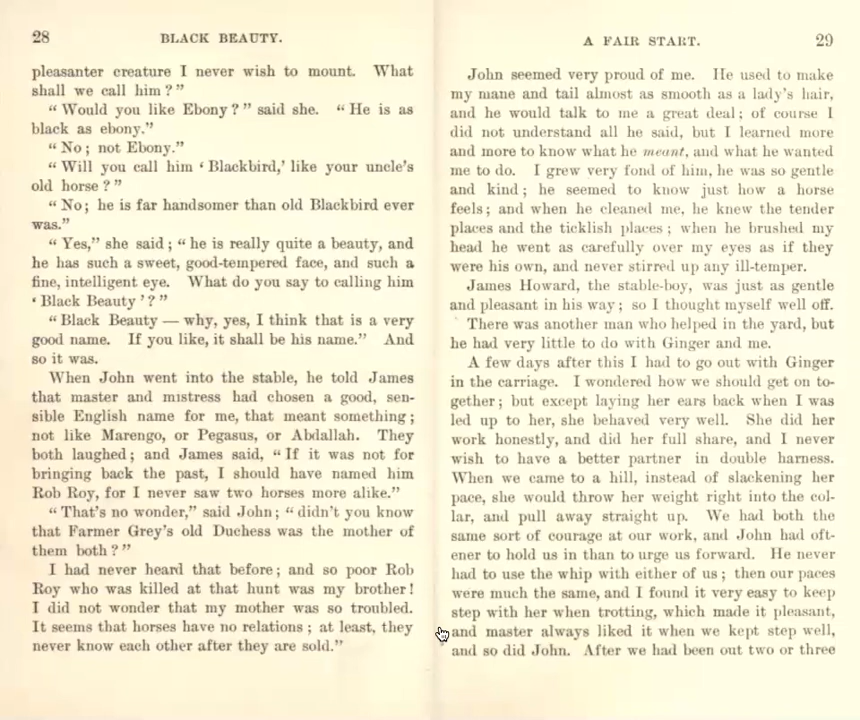 28 BLACK BEAUTY.
pleasanter creature I never wish to mount. What
shall we call him?"
"Would you like Ebony?" said she. "He is as
black as ebony."
"No; not Ebony."
"Will you call him 'Blackbird,' like your uncle's
old horse?"
"No; he is far handsomer than old Blackbird ever
was."
"Yes," she said; "he is really quite a beauty, and
he has such a sweet, good-tempered face, and such a
fine, intelligent eye. What do you say to calling him
'Black Beauty'?"
"Black Beauty — why, yes, I think that is a very
good name. If you like, it shall be his name." And
so it was.
When John went into the stable, he told James
that master and mistress had chosen a good, sen-
sible English name for me, that meant something;
not like Marengo, or Pegasus, or Abdallah. They
both laughed; and James said, "If it was not for
bringing back the past, I should have named him
Rob Roy, for I never saw two horses more alike."
"That's no wonder," said John; "didn't you know
that Farmer Grey's old Duchess was the mother of
them both?"
I had never heard that before; and so poor Rob
Roy who was killed at that hunt was my brother!
I did not wonder that my mother was so troubled.
It seems that horses have no relations; at least, they
never know each other after they are sold."
A FAIR START. 29
John seemed very proud of me. He used to make
my mane and tail almost as smooth as a lady's hair,
and he would talk to me a great deal; of course I
did not understand all he said, but I learned more
and more to know what he meant, and what he wanted
me to do. I grew very fond of him, he was so gentle
and kind; he seemed to know just how a horse
feels; and when he cleaned me, he knew the tender
places and the ticklish places; when he brushed my
head he went as carefully over my eyes as if they
were his own, and never stirred up any ill-temper.
James Howard, the stable-boy, was just as gentle
and pleasant in his way; so I thought myself well off.
There was another man who helped in the yard, but
he had very little to do with Ginger and me.
A few days after this I had to go out with Ginger
in the carriage. I wondered how we should get on to-
gether; but except laying her ears back when I was
led up to her, she behaved very well. She did her
work honestly, and did her full share, and I never
wish to have a better partner in double harness.
When we came to a hill, instead of slackening her
pace, she would throw her weight right into the col-
lar, and pull away straight up. We had both the
same sort of courage at our work, and John had oft-
ener to hold us in than to urge us forward. He never
had to use the whip with either of us; then our paces
were much the same, and I found it very easy to keep
step with her when trotting, which made it pleasant,
and master always liked it when we kept step well,
and so did John. After we had been out two or three